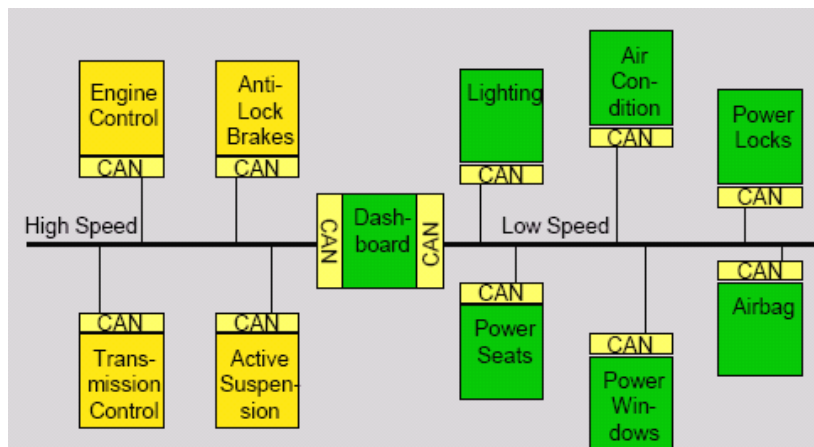 Engine
Control
CAN
Anti-
Lock
Brakes
CAN
Lighting
CAN
Air
Con-
dition
CAN
Power
Locks
CAN
High Speed
CAN
Dash-
board
CAN
Low Speed
CAN
Trans-
mission
Control
CAN
Active
Suspen-
sion
CAN
Power
Seats
CAN
Power
Win-
dows
CAN
Airbag